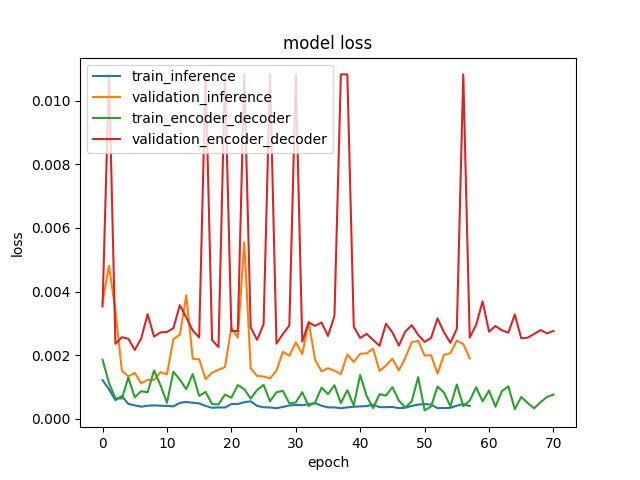 model loss
train_inference
validation_inference
train_encoder_decoder
validation_encoder_decoder
0.010
0.008
0.006
0.004
0.002
0.000
loss
0 10 20 30 40 50 60 70
epoch